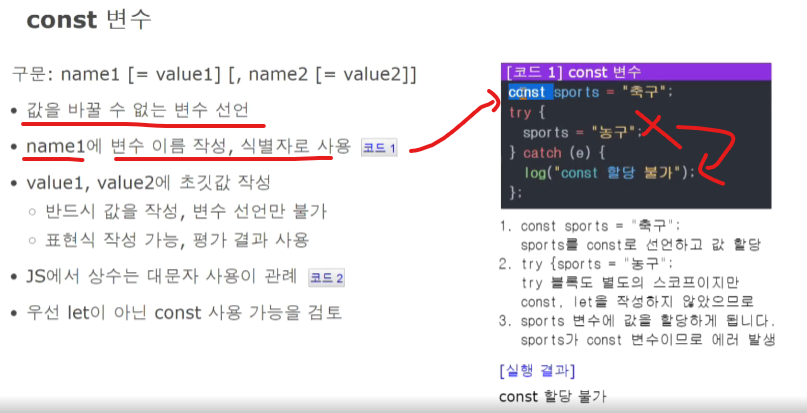 const 변수
구문: name1 [= value1] [, name2 [= value2]]
• 값을 바꿀 수 없는 변수 선언
• name1에 변수 이름 작성, 식별자로 사용 코드 1
• value1, value2에 초깃값 작성
○ 반드시 값을 작성, 변수 선언만 불가
○ 표현식 작성 가능, 평가 결과 사용
• JS에서 상수는 대문자 사용이 관례 코드 2
• 우선 let이 아닌 const 사용 가능을 검토
[코드 1] const 변수
const sports = "축구";
try {
sports = "농구";
} catch (e) {
log("const 할당 불가");
};
1. const sports = "축구";
sports를 const로 선언하고 값 할당
2. try {sports = "농구";
try 블록도 별도의 스코프이지만
const, let을 작성하지 않았으므로
3. sports 변수에 값을 할당하게 됩니다.
sports가 const 변수이므로 에러 발생
[실행 결과]
const 할당 불가